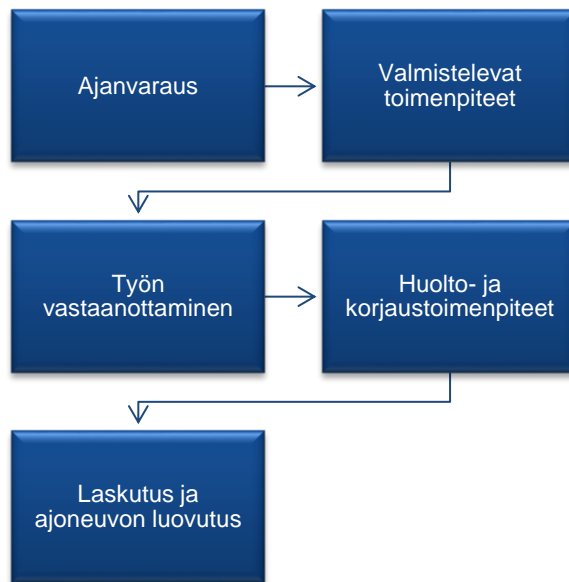 Ajanvaraus
Valmistelevat
toimenpiteet
Työn
vastaanottaminen
Huolto- ja
korjaustoimenpiteet
Laskutus ja
ajoneuvon luovutus